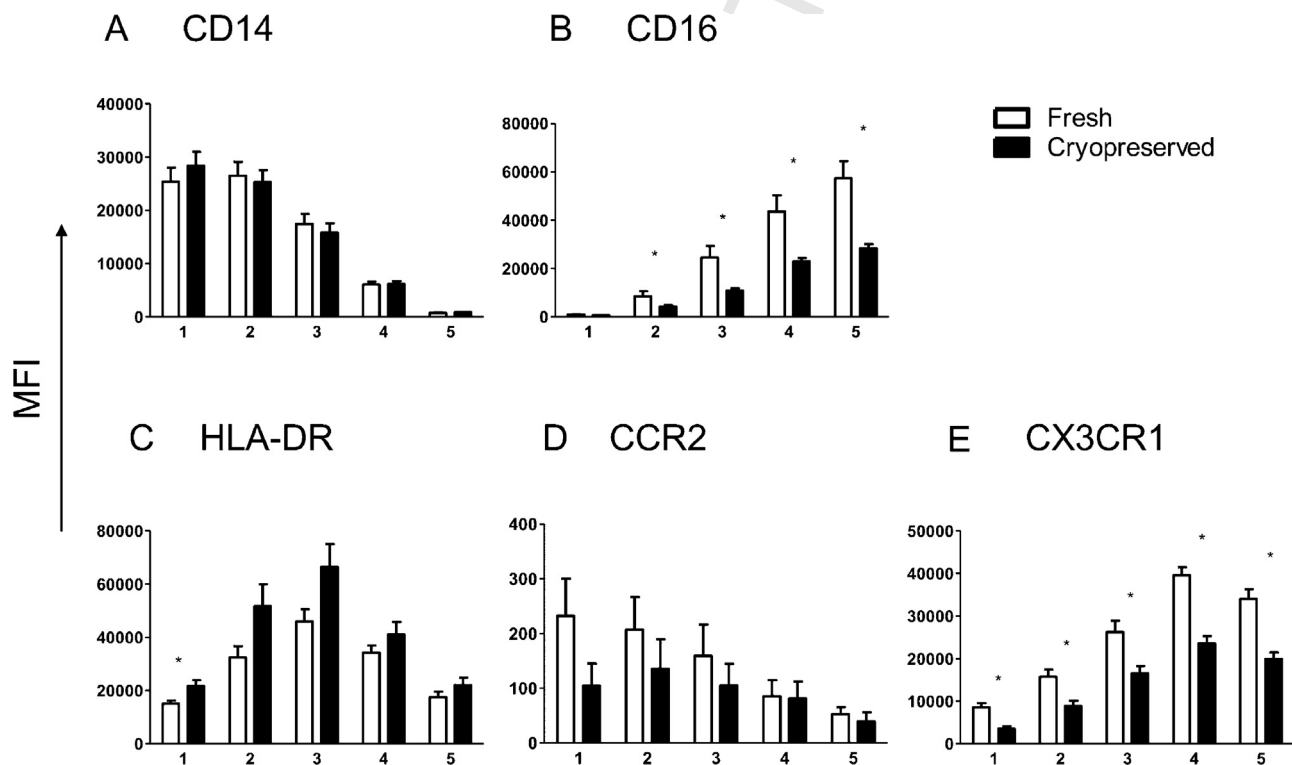 A CD14
B CD16
40000
30000
20000
10000
0
1 2 3 4 5
80000
60000
40000
20000
0
* * * *
1 2 3 4 5
Fresh
Cryopreserved
MFI
C HLA-DR
D CCR2
E CX3CR1
80000
60000
40000
20000
0
*
1 2 3 4 5
400
300
200
100
0
1 2 3 4 5
50000
40000
30000
20000
10000
0
* * * * *
1 2 3 4 5